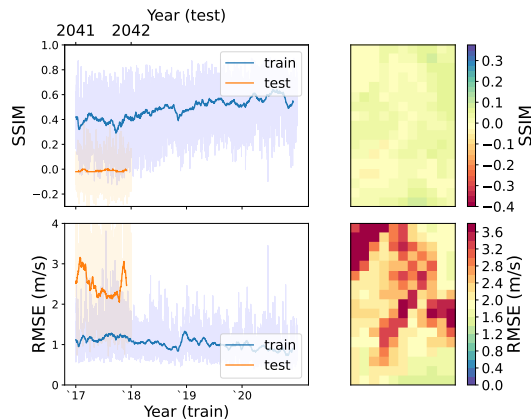 Year (test)
2041 2042
1.0
0.8
0.6
0.4
0.2
0.0
−0.2
SSIM
train
test
0.3
0.2
0.1
0.0
−0.1
−0.2
−0.3
−0.4
SSIM
4
3
2
1
0
RMSE (m/s)
train
test
'17 18 19 20
Year (train)
3.6
3.2
2.8
2.4
2.0
1.6
1.2
0.8
0.4
0.0
RMSE (m/s)